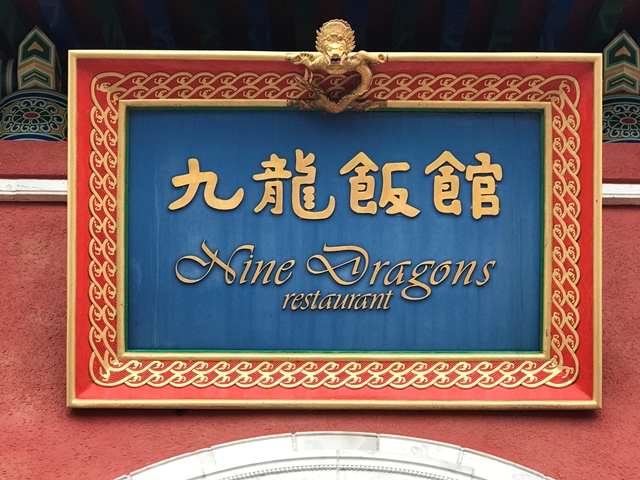 九龍飯館
Nine Dragons
restaurant